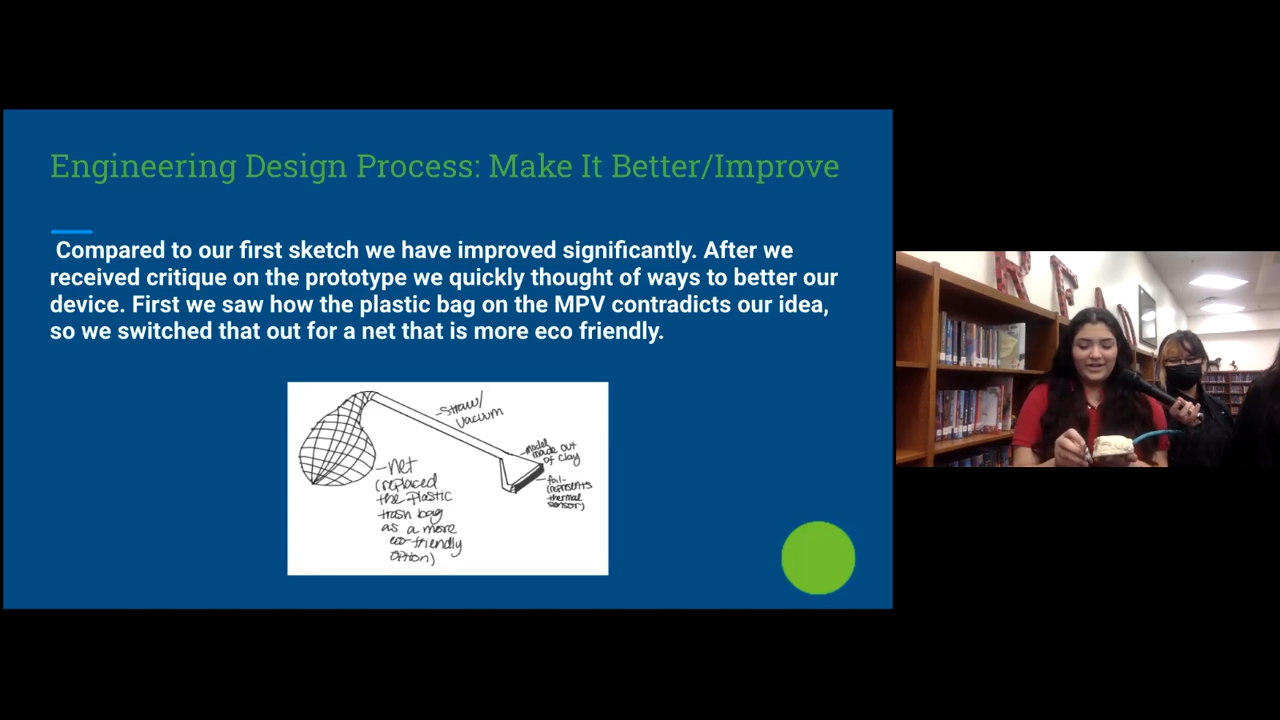 Engineering Design Process: Make It Better/Improve
Compared to our first sketch we have improved significantly. After we
received critique on the prototype we quickly thought of ways to better our
device. First we saw how the plastic bag on the MPV contradicts our idea,
so we switched that out for a net that is more eco friendly.
-straw/
vacuum
-model
made out
of clay
-foil-
(represents
thermal
sensor)
-net
(replaced
the plastic
trash bag
as a more
eco-friendly
option)
R F